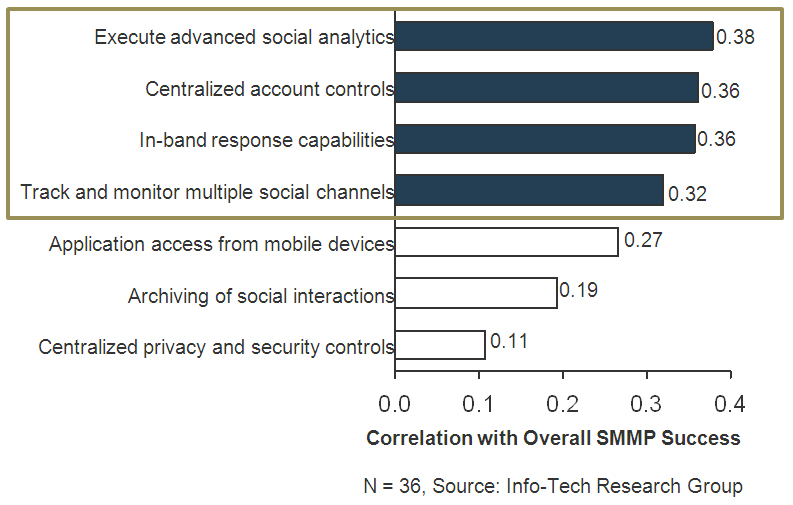 Execute advanced social analytics 0.38
Centralized account controls 0.36
In-band response capabilities 0.36
Track and monitor multiple social channels 0.32
Application access from mobile devices 0.27
Archiving of social interactions 0.19
Centralized privacy and security controls 0.11
0.0 0.1 0.2 0.3 0.4
Correlation with Overall SMMP Success
N = 36, Source: Info-Tech Research Group